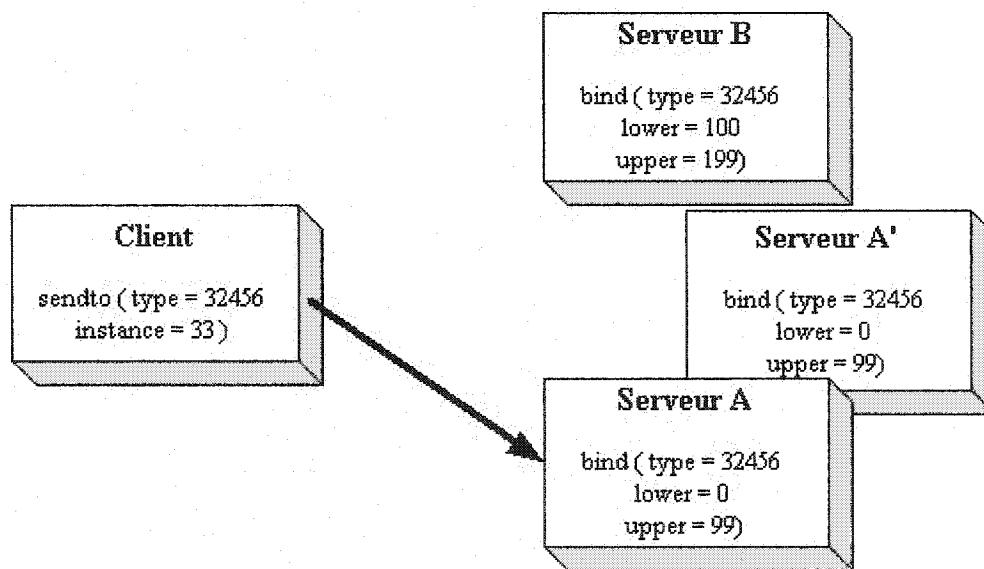 Serveur B
bind ( type = 32456
lower = 100
upper = 199)
Client
sendto ( type = 32456
instance = 33 )
Serveur A'
bind ( type = 32456
lower = 0
upper = 99)
Serveur A
bind ( type = 32456
lower = 0
upper = 99)